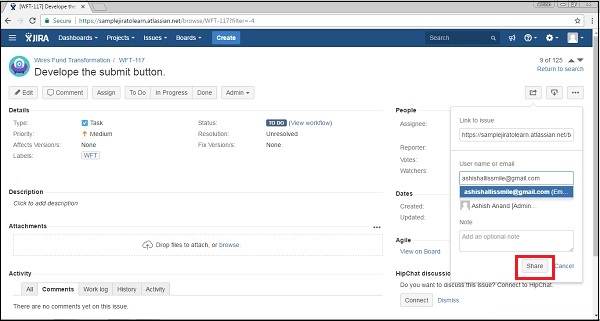 [WFT-117] Develope the
Secure | https://samplejiratolearn.atlassian.net/browse/WFT-117?filter=-4
JIRA Dashboards Projects Issues Boards Create Search
Wires Fund Transformation / WFT-117
9 of 125
Develope the submit button.
Return to search
Edit Comment Assign To Do In Progress Done Admin
Details
Type: Task
Status: TO DO (View workflow)
Priority: Medium
Resolution: Unresolved
Affects Version/s: None
Fix Version/s: None
Labels: WFT
Description
Click to add description
Attachments
Drop files to attach, or browse.
Activity
All Comments Work log History Activity
There are no comments yet on this issue.
People
Assignee:
Reporter:
Votes:
Watchers:
Dates
Created:
Updated:
Agile
View on Board
HipChat discussio
Do you want to discuss this issue? Connect to HipChat.
Connect Dismiss
Link to issue
https://samplejiratolearn.atlassian.net/b
User name or email
ashishallissmile@gmail.com
ashishallissmile@gmail.com (Em...
Ashish Anand [Admin...
Note
Add an optional note
Share Cancel